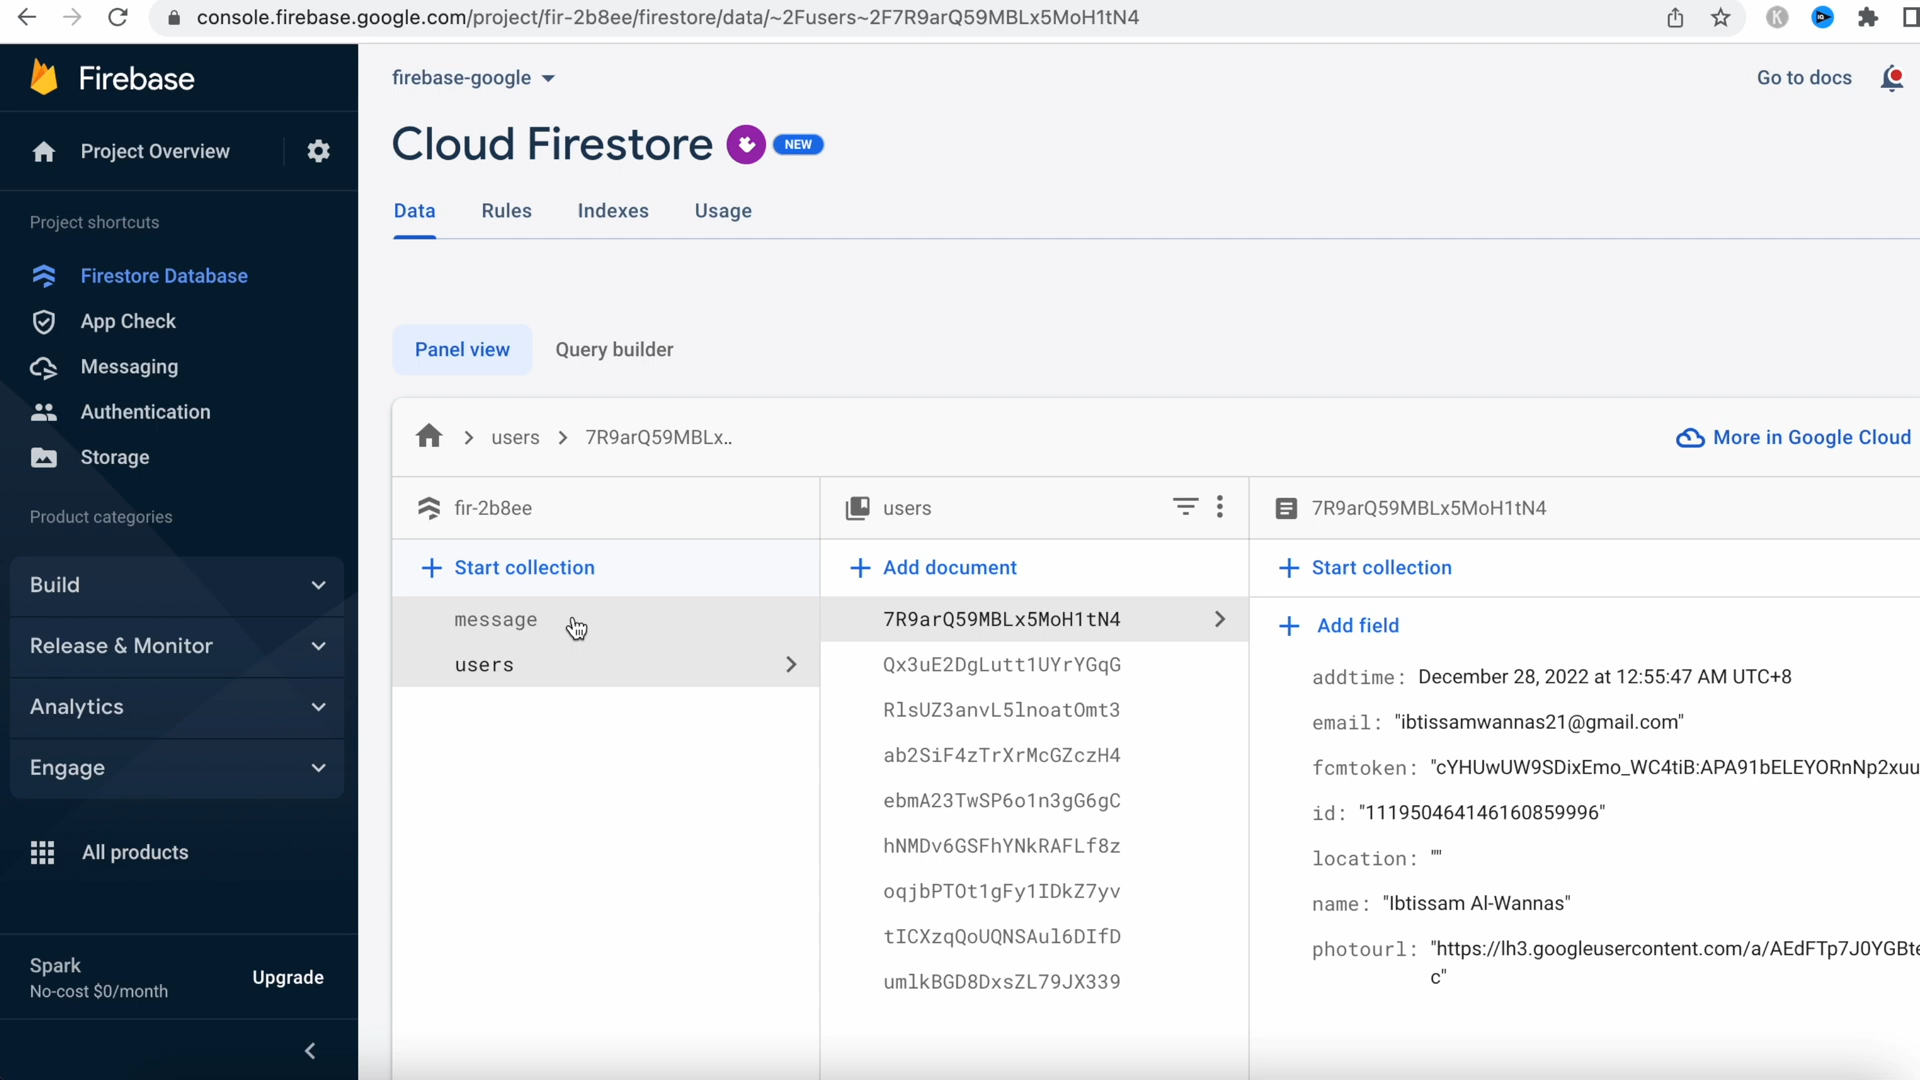 console.firebase.google.com/project/fir-2b8ee/firestore/data/~2Fusers~2F7R9arQ59MBLx5MoH1tN4
K
Firebase
firebase-google
Go to docs
Project Overview
Cloud Firestore NEW
Project shortcuts
Data Rules Indexes Usage
Firestore Database
App Check
Messaging
Authentication
Storage
Panel view Query builder
users 7R9arQ59MBLx..
More in Google Cloud
Product categories
Build
Release & Monitor
Analytics
Engage
All products
Spark
No-cost $0/month
Upgrade
fir-2b8ee
Start collection
message
users
users
Add document
7R9arQ59MBLx5MoH1tN4
Qx3uE2DgLutt1UYrYGqG
RlsUZ3anvL5lnoatOmt3
ab2SiF4zTrXrMcGZczH4
ebmA23TwSP6o1n3gG6gC
hNMDv6GSFhYNkRAFLf8z
oqjbPTOt1gFy1IDkZ7yv
tICXzqQoUQNSAul6DIfD
umlkBGD8DxsZL79JX339
7R9arQ59MBLx5MoH1tN4
Start collection
Add field
addtime: December 28, 2022 at 12:55:47 AM UTC+8
email: "ibtissamwannas21@gmail.com"
fcmtoken: "cYHUwUW9SDixEmo_WC4tiB:APA91bELEYORnNp2xuu
id: "111950464146160859996"
location: ""
name: "Ibtissam Al-Wannas"
photourl: "https://lh3.googleusercontent.com/a/AEdFTp7J0YGBte
c"